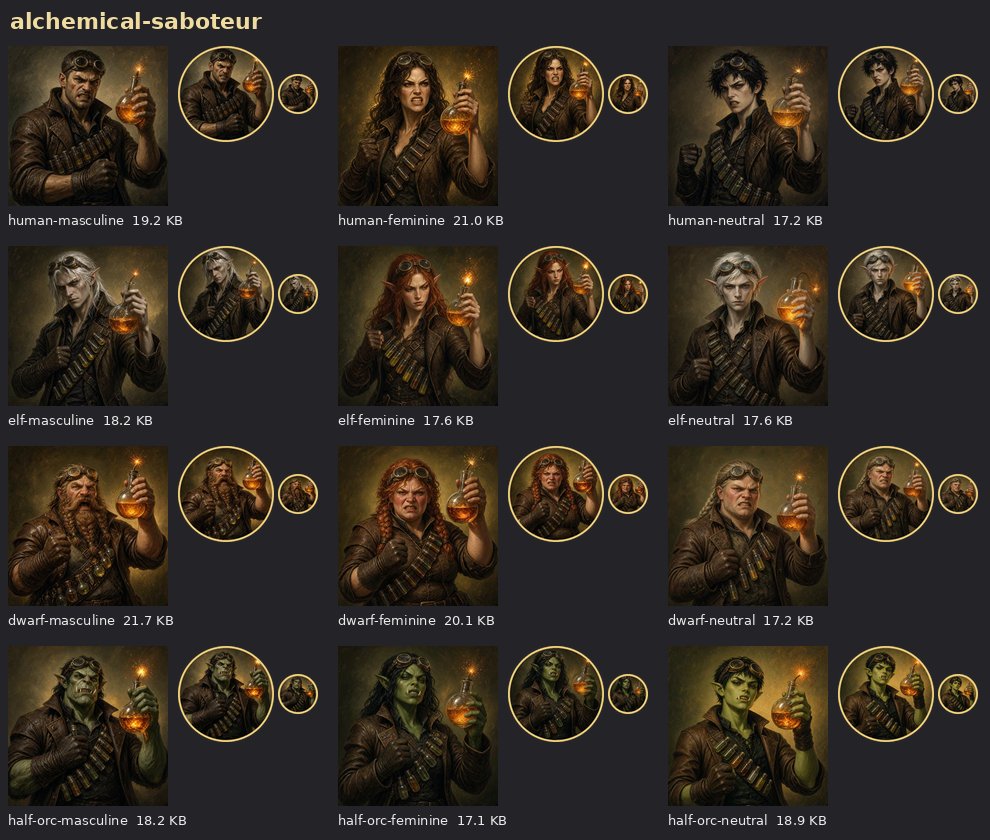 alchemical-saboteur
human-masculine 19.2 KB
human-feminine 21.0 KB
human-neutral 17.2 KB
elf-masculine 18.2 KB
elf-feminine 17.6 KB
elf-neutral 17.6 KB
dwarf-masculine 21.7 KB
dwarf-feminine 20.1 KB
dwarf-neutral 17.2 KB
half-orc-masculine 18.2 KB
half-orc-feminine 17.1 KB
half-orc-neutral 18.9 KB